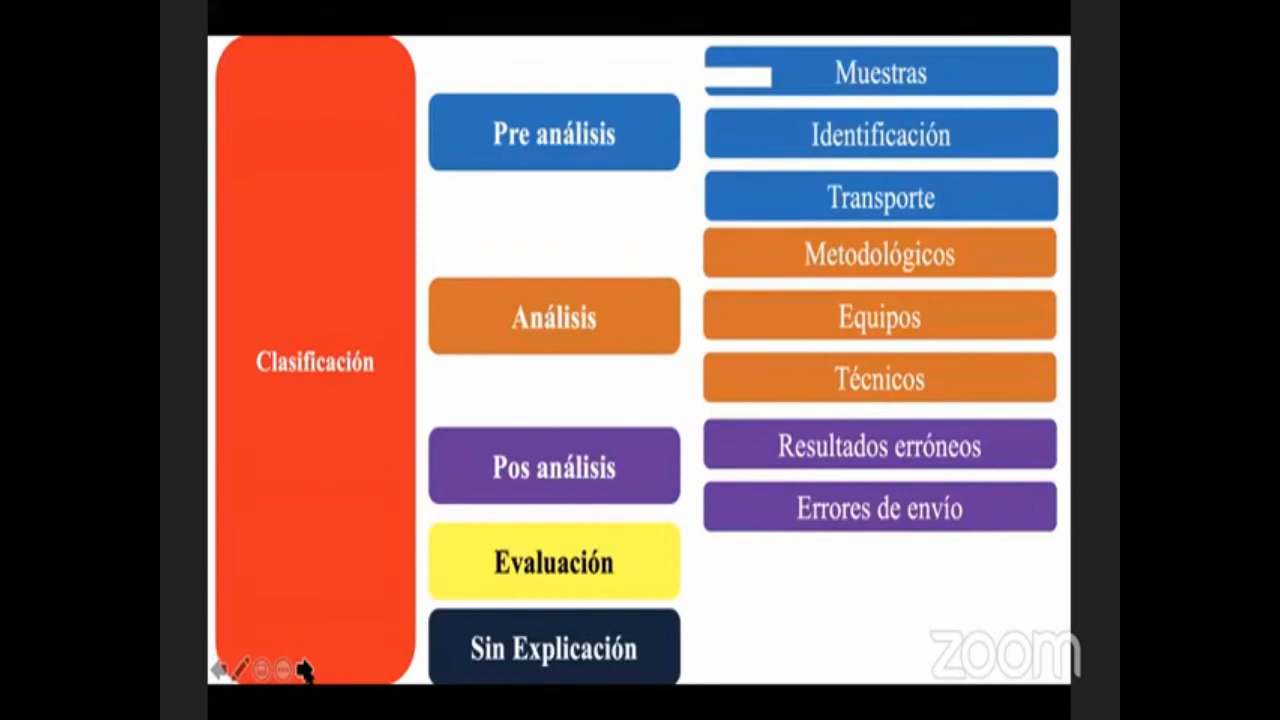 Clasificación
Pre análisis
Muestras
Identificación
Transporte
Análisis
Metodológicos
Equipos
Técnicos
Pos análisis
Resultados erróneos
Errores de envío
Evaluación
Sin Explicación
zoom